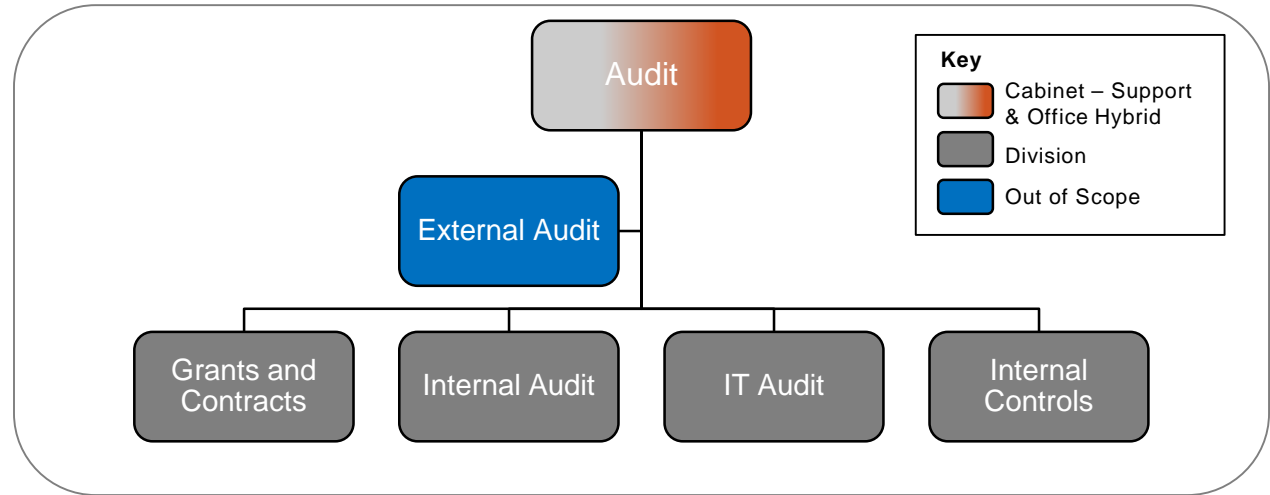 Audit
Key
Cabinet – Support
& Office Hybrid
Division
Out of Scope
External Audit
Grants and
Contracts
Internal Audit
IT Audit
Internal
Controls